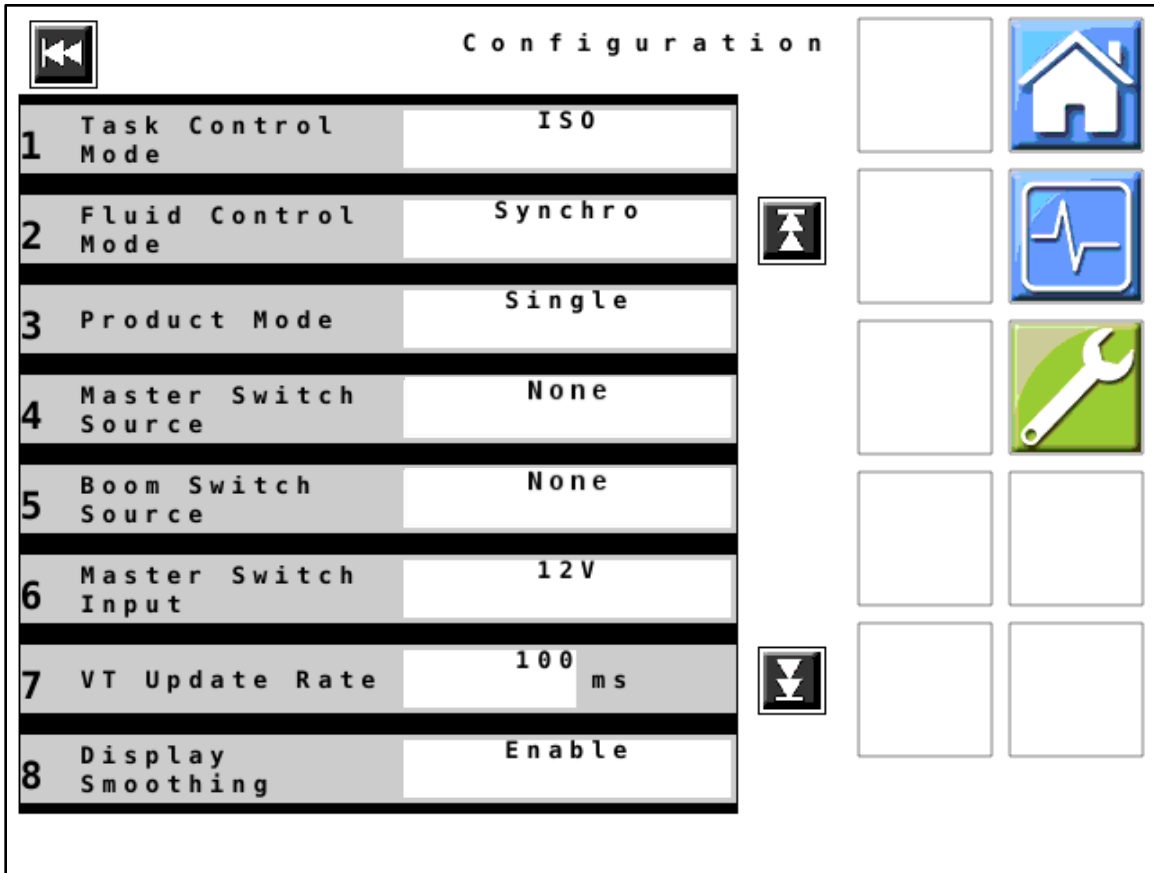 Configuration
1 Task Control Mode ISO
2 Fluid Control Mode Synchro
3 Product Mode Single
4 Master Switch Source None
5 Boom Switch Source None
6 Master Switch Input 12V
7 VT Update Rate 100 ms
8 Display Smoothing Enable